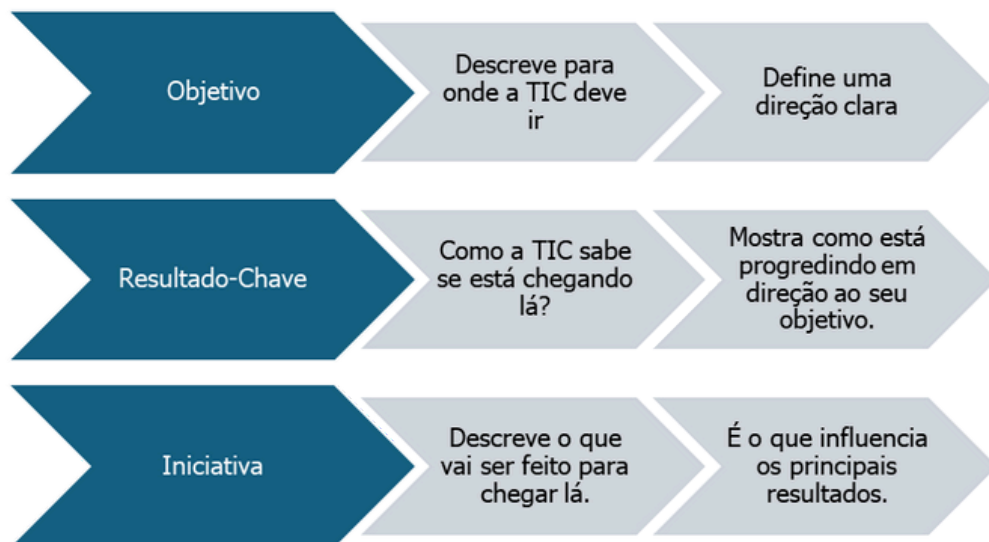 Objetivo
Descreve para
onde a TIC deve
ir
Define uma
direção clara
Resultado-Chave
Como a TIC sabe
se está chegando
lá?
Mostra como está
progredindo em
direção ao seu
objetivo.
Iniciativa
Descreve o que
vai ser feito para
chegar lá.
É o que influencia
os principais
resultados.